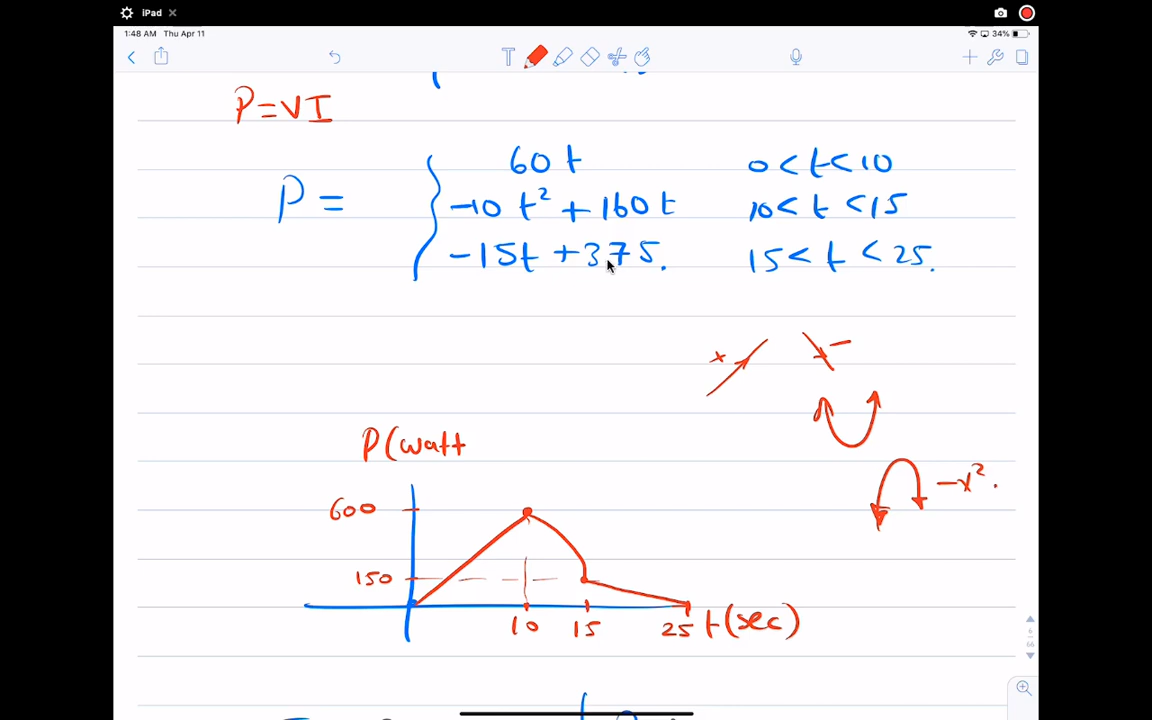 iPad
1:48 AM Thu Apr 11
34%
T
P=VI
P = { 60t 0<t<10
-10t² + 160t 10<t<15
-15t +375. 15<t<25.
+ -
-x².
P(watt
600
150
10 15 25 t(sec)